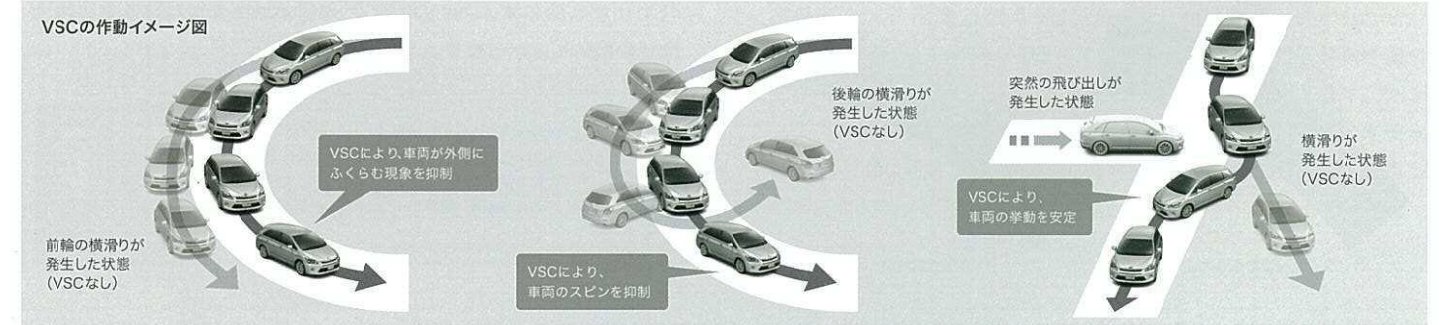 VSCの作動イメージ図
VSCにより、車両が外側に
ふくらむ現象を抑制
前輪の横滑りが
発生した状態
(VSCなし)
後輪の横滑りが
発生した状態
(VSCなし)
VSCにより、
車両のスピンを抑制
突然の飛び出しが
発生した状態
横滑りが
発生した状態
(VSCなし)
VSCにより、
車両の挙動を安定